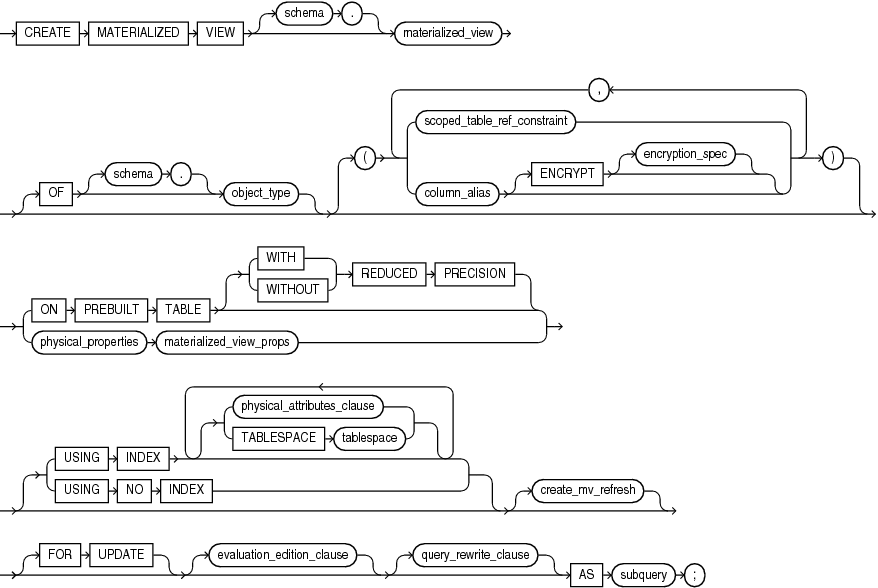 CREATE MATERIALIZED VIEW schema . materialized_view
OF schema . object_type ( scoped_table_ref_constraint , column_alias ENCRYPT encryption_spec )
ON PREBUILT TABLE WITH WITHOUT REDUCED PRECISION
physical_properties materialized_view_props
USING INDEX physical_attributes_clause TABLESPACE tablespace
USING NO INDEX create_mv_refresh
FOR UPDATE evaluation_edition_clause query_rewrite_clause AS subquery ;